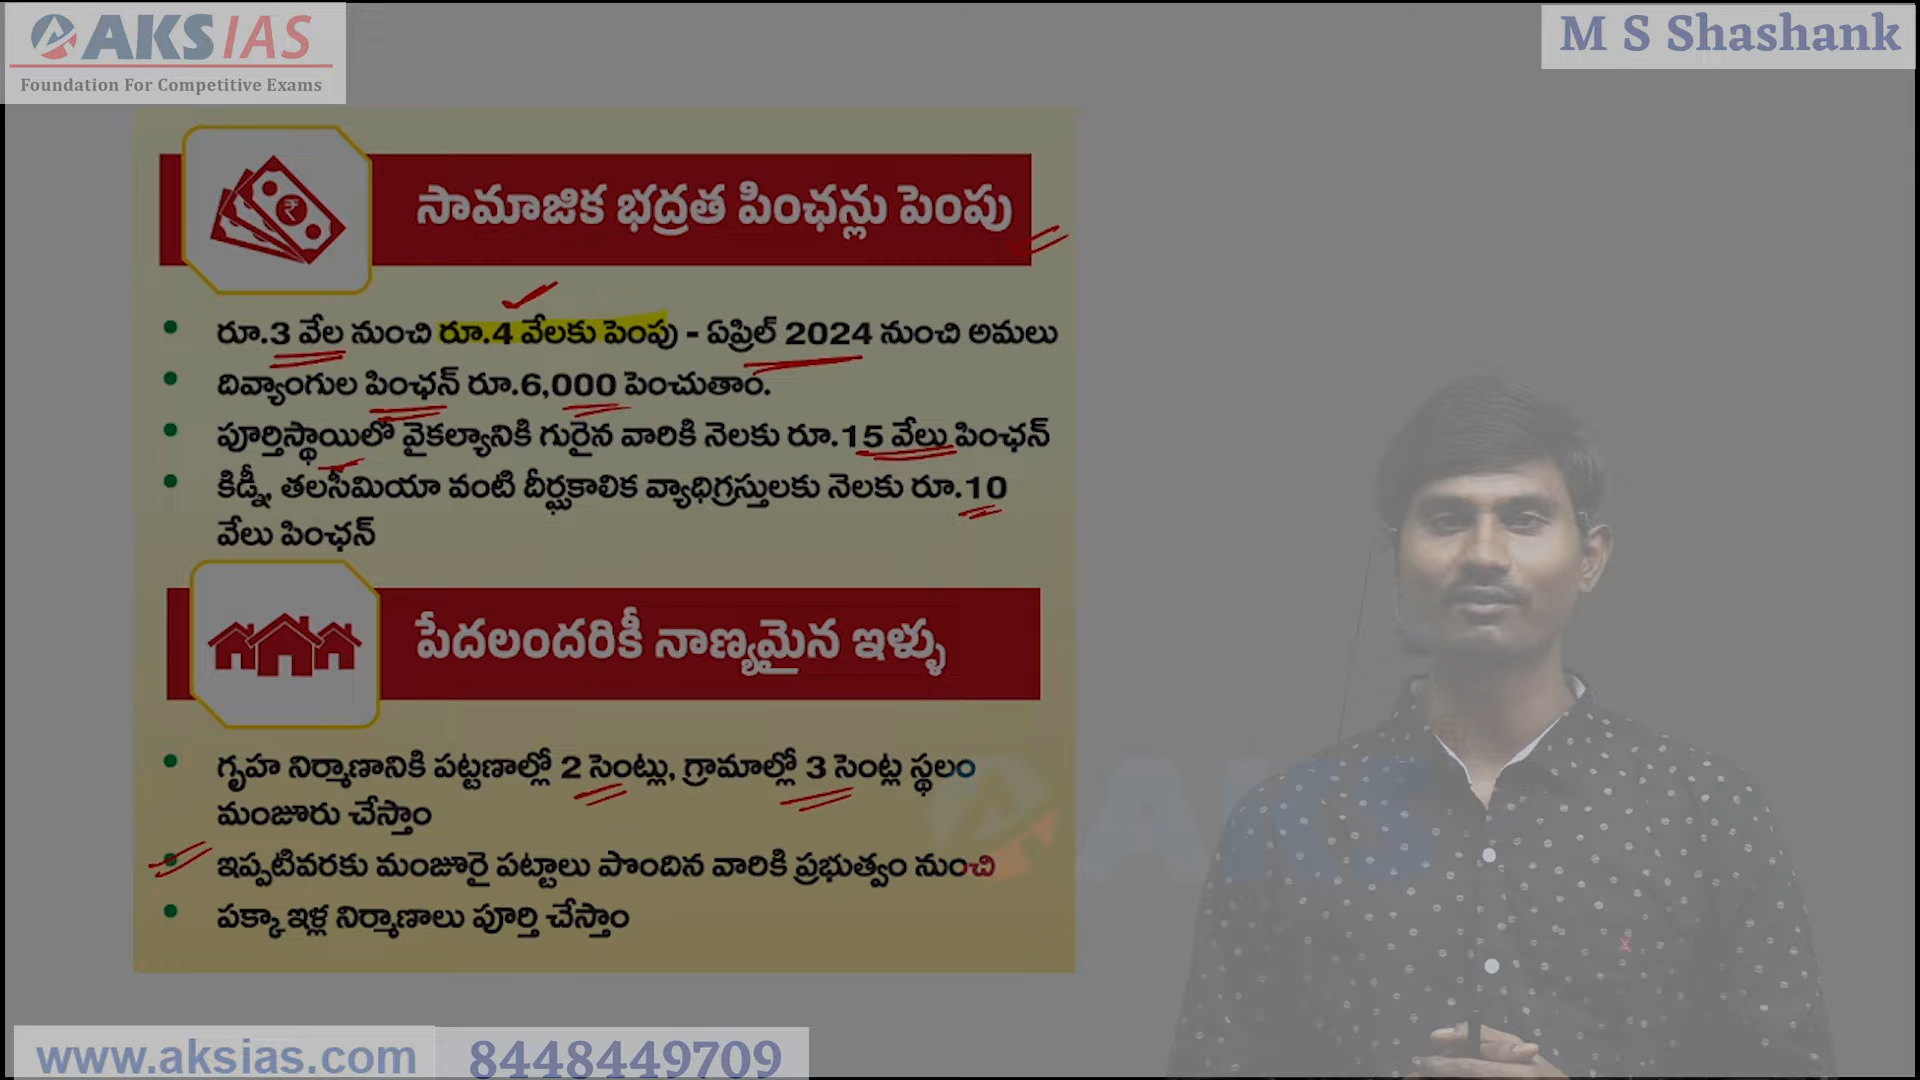 AKS IAS
Foundation For Competitive Exams
M S Shashank
సామాజిక భద్రత పింఛన్లు పెంపు
రూ.3 వేల నుంచి రూ.4 వేలకు పెంపు - ఏప్రిల్ 2024 నుంచి అమలు
దివ్యాంగుల పింఛన్ రూ.6,000 పెంచుతాం.
పూర్తిస్థాయిలో వైకల్యానికి గురైన వారికి నెలకు రూ.15 వేలు పింఛన్
కిడ్నీ, తలసీమియా వంటి దీర్ఘకాలిక వ్యాధిగ్రస్తులకు నెలకు రూ.10
వేలు పింఛన్
పేదలందరికీ నాణ్యమైన ఇళ్ళు
గృహ నిర్మాణానికి పట్టణాల్లో 2 సెంట్లు, గ్రామాల్లో 3 సెంట్ల స్థలం
మంజూరు చేస్తాం
ఇప్పటివరకు మంజూరై పట్టాలు పొందిన వారికి ప్రభుత్వం నుంచి
పక్కా ఇళ్ల నిర్మాణాలు పూర్తి చేస్తాం
AKS
www.aksias.com
8448449709